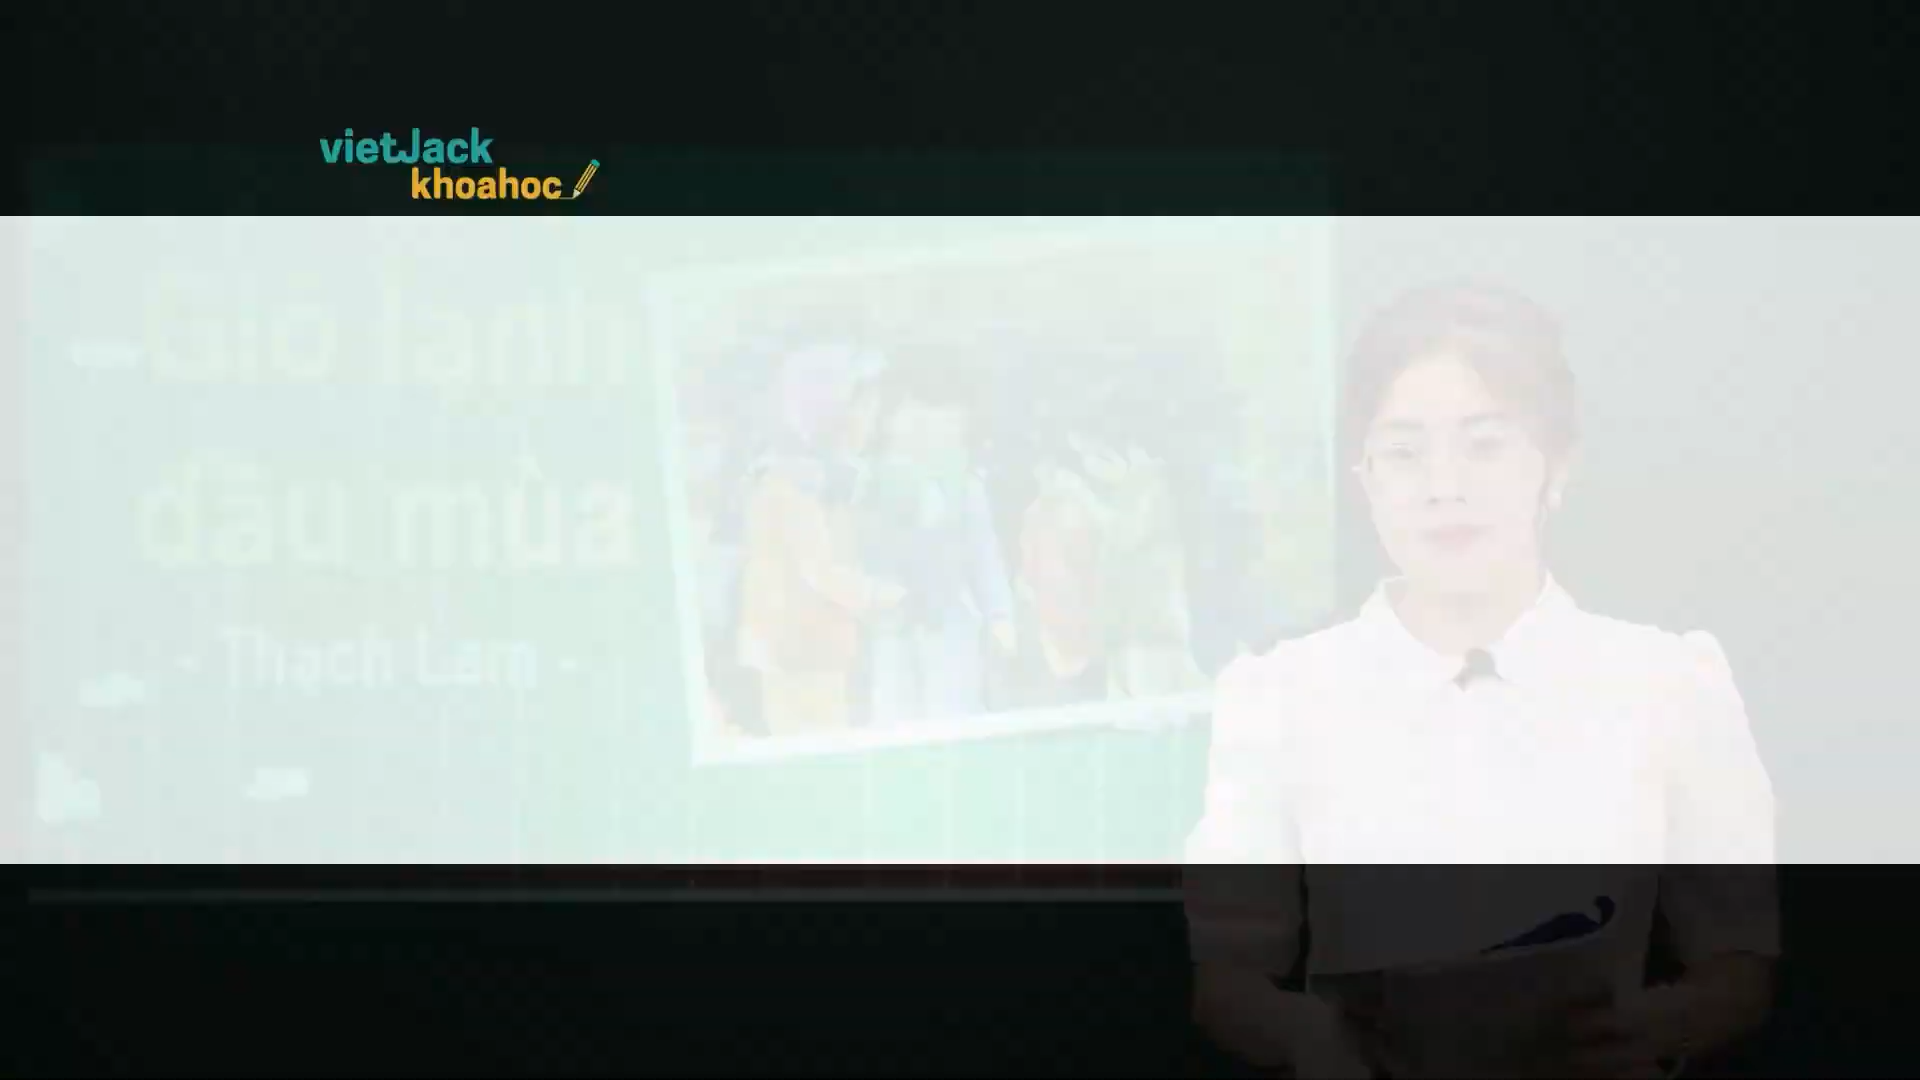 vietJack
khoahoc
Gió lạnh
đầu mùa
- Thạch Lam -